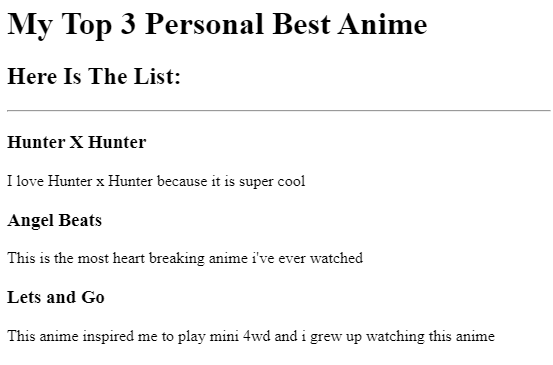 My Top 3 Personal Best Anime
Here Is The List:
Hunter X Hunter
I love Hunter x Hunter because it is super cool
Angel Beats
This is the most heart breaking anime i've ever watched
Lets and Go
This anime inspired me to play mini 4wd and i grew up watching this anime